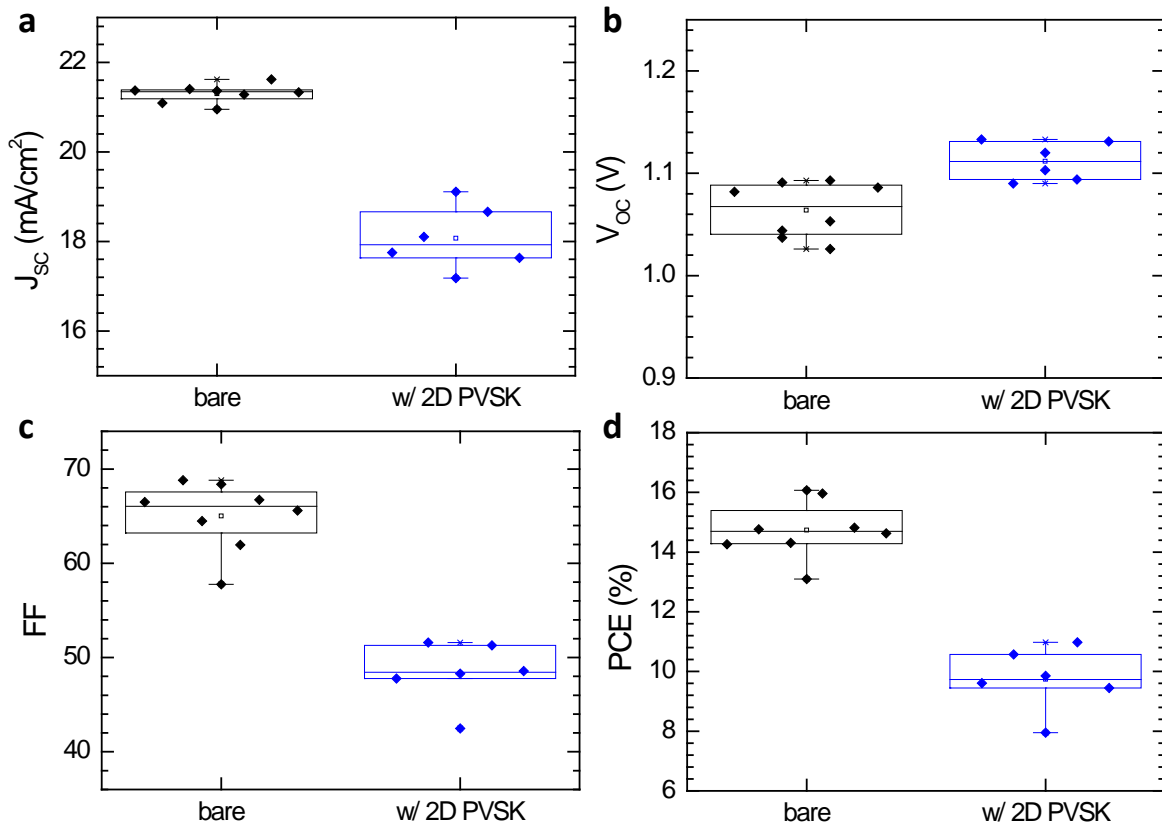 a
J_SC (mA/cm²)
22
20
18
16
bare
w/ 2D PVSK
b
V_OC (V)
1.2
1.1
1.0
0.9
bare
w/ 2D PVSK
c
FF
70
60
50
40
bare
w/ 2D PVSK
d
PCE (%)
18
16
14
12
10
8
6
bare
w/ 2D PVSK